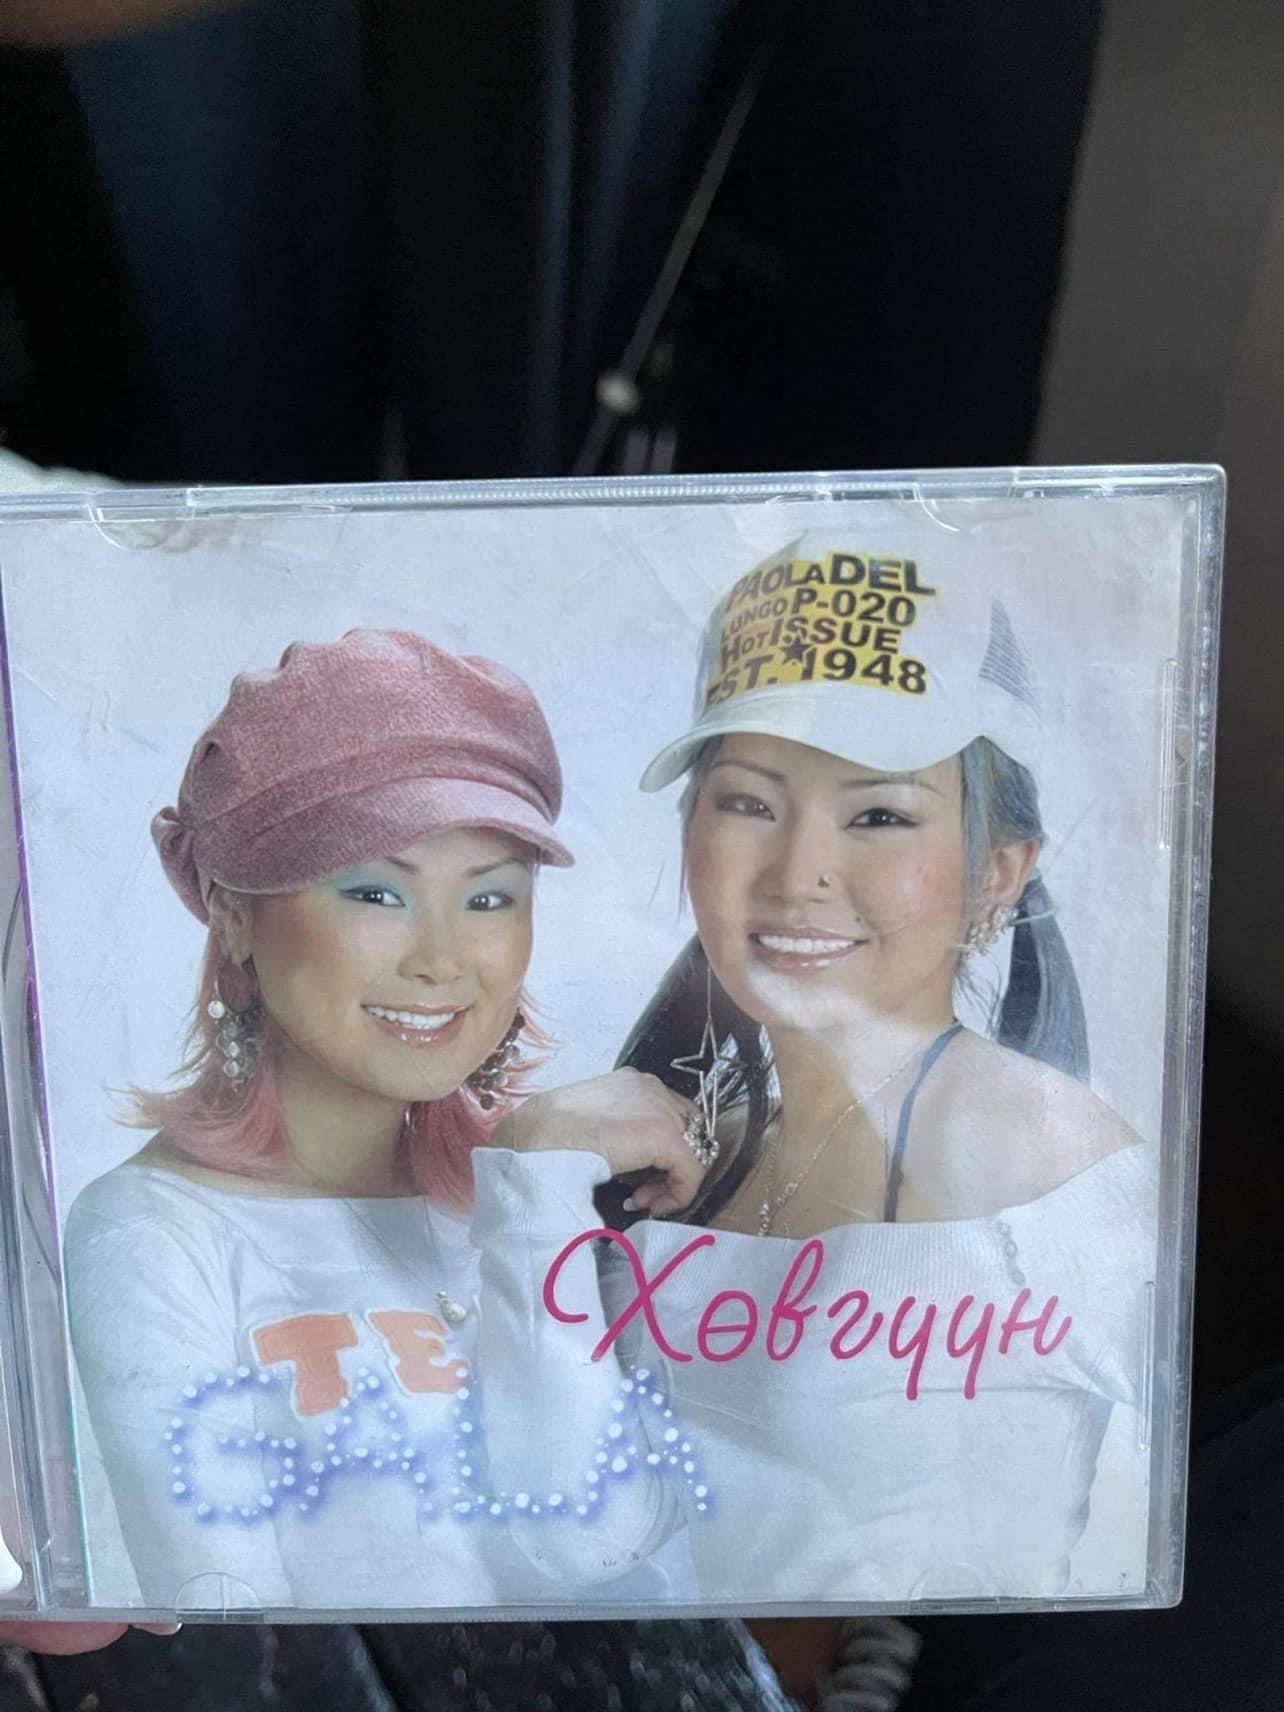 PAOLA DEL
LUNGO P-020
HOT ISSUE
EST. 1948
Хөвгүүн
TE
GALA